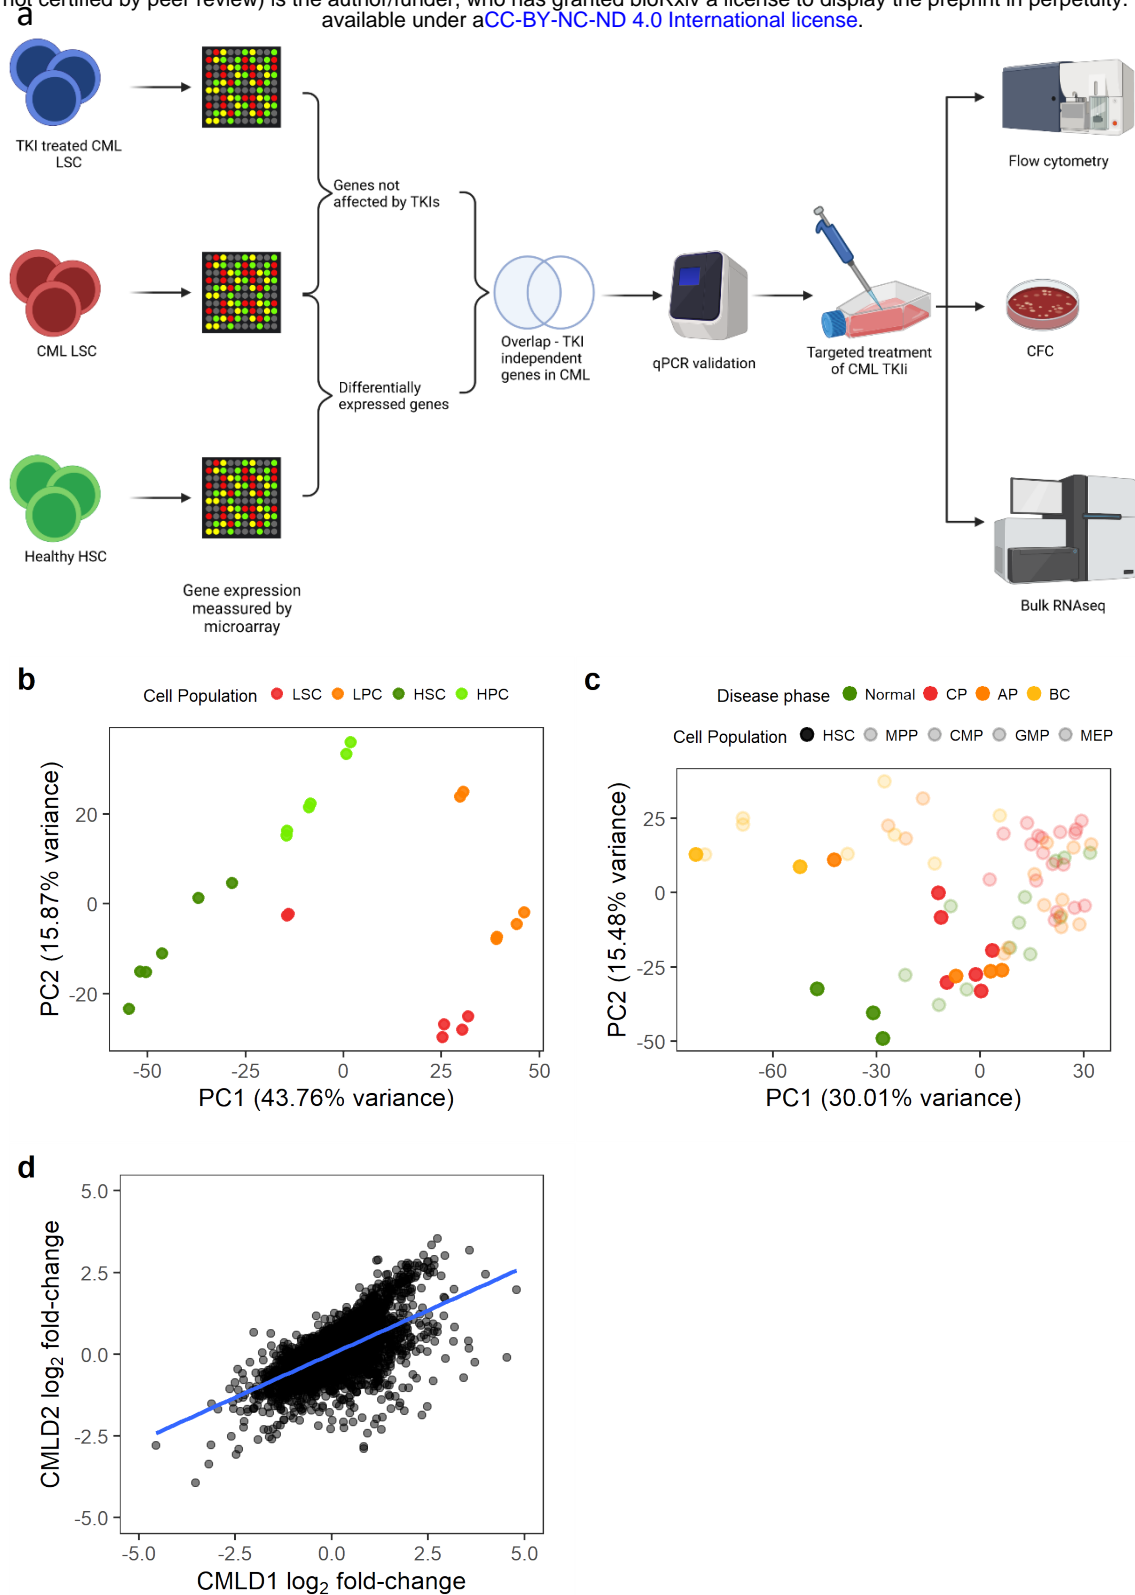 not certified by peer review) is the author/funder, who has granted bioRxiv a license to display the preprint in perpetuity.
available under aCC-BY-NC-ND 4.0 International license.
a
TKI treated CML
LSC
CML LSC
Healthy HSC
Gene expression
meassured by
microarray
Genes not
affected by TKIs
Differentially
expressed genes
Overlap - TKI
independent
genes in CML
qPCR validation
Targeted treatment
of CML TKIi
Flow cytometry
CFC
Bulk RNAseq
b
Cell Population LSC LPC HSC HPC
PC2 (15.87% variance)
20
0
-20
-50 -25 0 25 50
PC1 (43.76% variance)
c
Disease phase Normal CP AP BC
Cell Population HSC MPP CMP GMP MEP
PC2 (15.48% variance)
25
0
-25
-50
-60 -30 0 30
PC1 (30.01% variance)
d
CMLD2 log2 fold-change
5.0
2.5
0.0
-2.5
-5.0
-5.0 -2.5 0.0 2.5 5.0
CMLD1 log2 fold-change